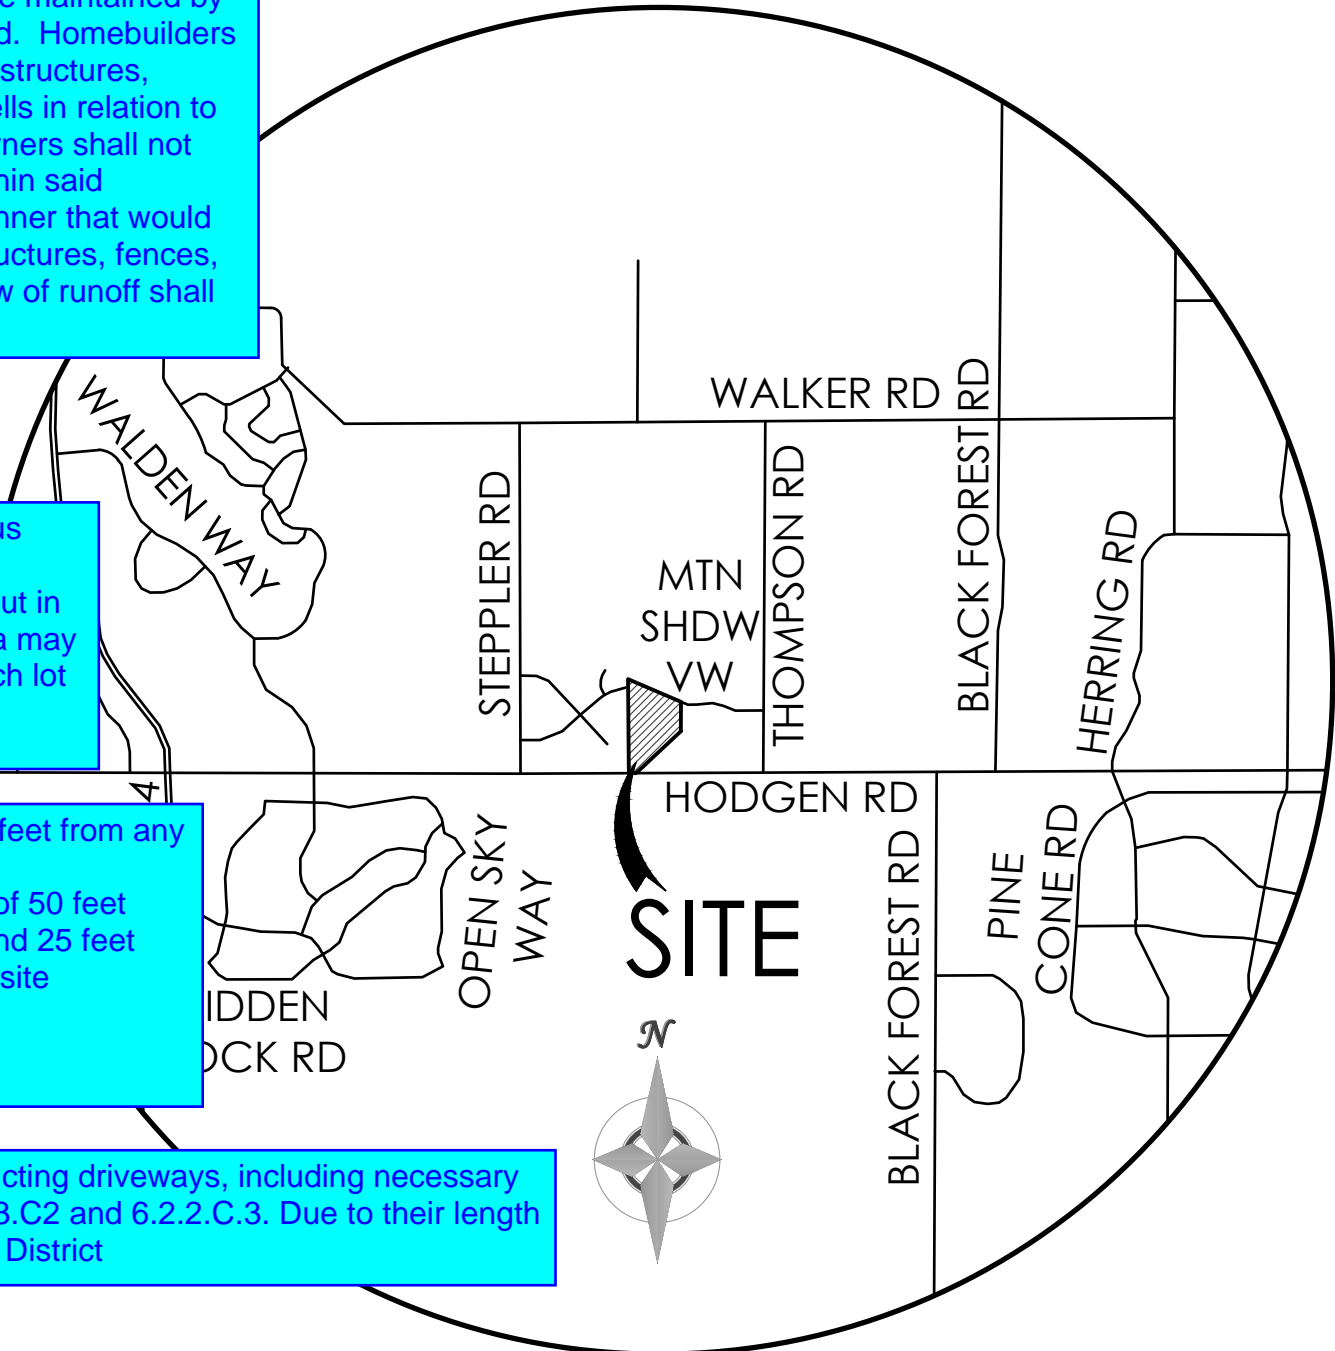 e maintained by
d. Homebuilders
structures,
ells in relation to
ners shall not
hin said
nner that would
uctures, fences,
w of runoff shall
WALDEN WAY
WALKER RD
STEPPLER RD
MTN
SHDW
VW
THOMPSON RD
BLACK FOREST RD
HERRING RD
us
ut in
a may
ch lot
4
HODGEN RD
feet from any
of 50 feet
nd 25 feet
site
OPEN SKY
WAY
SITE
BLACK FOREST RD
PINE
CONE RD
IDDEN
OCK RD
N
cting driveways, including necessary
3.C2 and 6.2.2.C.3. Due to their length
District